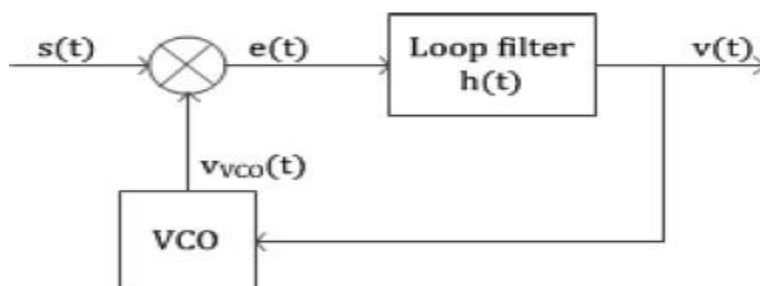 s(t)
e(t)
Loop filter
h(t)
v(t)
vVCO(t)
VCO